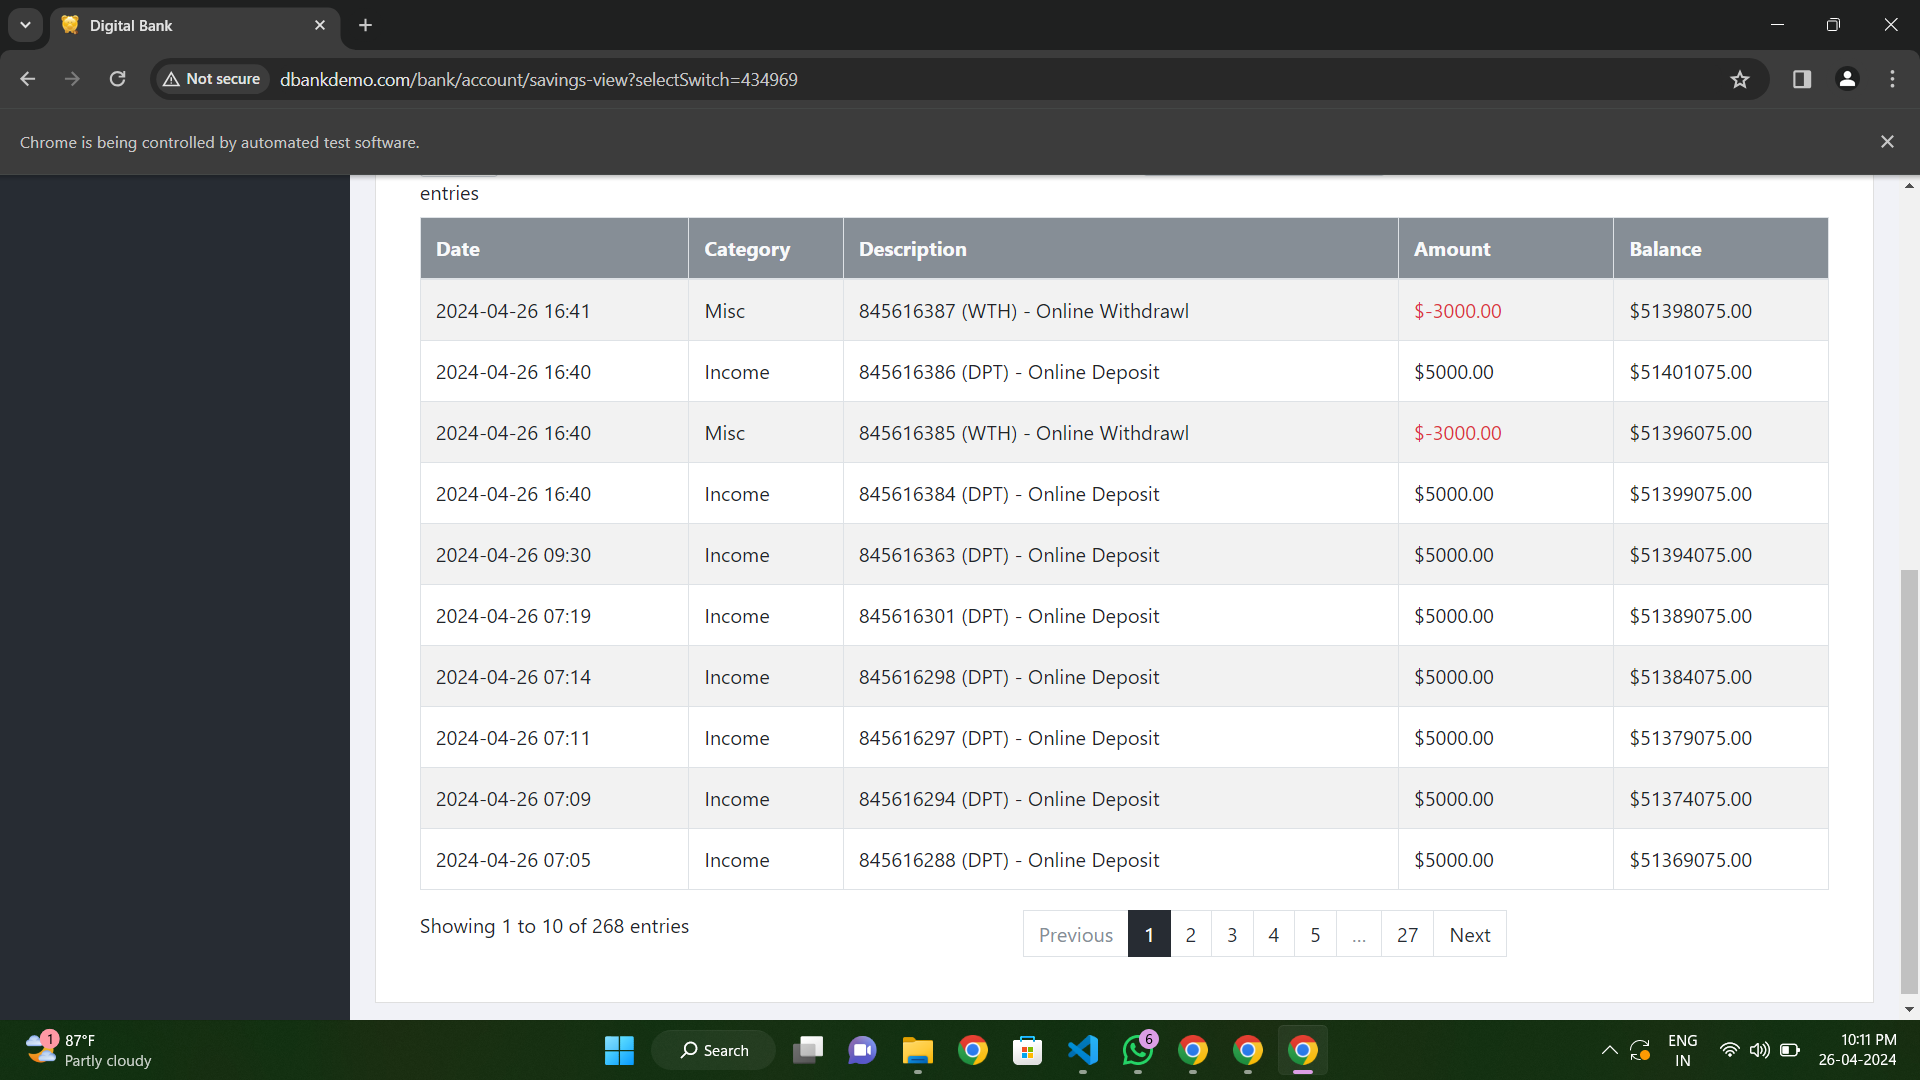 Digital Bank
Not secure dbankdemo.com/bank/account/savings-view?selectSwitch=434969
Chrome is being controlled by automated test software.
entries
Date Category Description Amount Balance
2024-04-26 16:41 Misc 845616387 (WTH) - Online Withdrawl $-3000.00 $51398075.00
2024-04-26 16:40 Income 845616386 (DPT) - Online Deposit $5000.00 $51401075.00
2024-04-26 16:40 Misc 845616385 (WTH) - Online Withdrawl $-3000.00 $51396075.00
2024-04-26 16:40 Income 845616384 (DPT) - Online Deposit $5000.00 $51399075.00
2024-04-26 09:30 Income 845616363 (DPT) - Online Deposit $5000.00 $51394075.00
2024-04-26 07:19 Income 845616301 (DPT) - Online Deposit $5000.00 $51389075.00
2024-04-26 07:14 Income 845616298 (DPT) - Online Deposit $5000.00 $51384075.00
2024-04-26 07:11 Income 845616297 (DPT) - Online Deposit $5000.00 $51379075.00
2024-04-26 07:09 Income 845616294 (DPT) - Online Deposit $5000.00 $51374075.00
2024-04-26 07:05 Income 845616288 (DPT) - Online Deposit $5000.00 $51369075.00
Showing 1 to 10 of 268 entries Previous 1 2 3 4 5 ... 27 Next
1 87°F
Partly cloudy
Search
6
ENG
IN
10:11 PM
26-04-2024